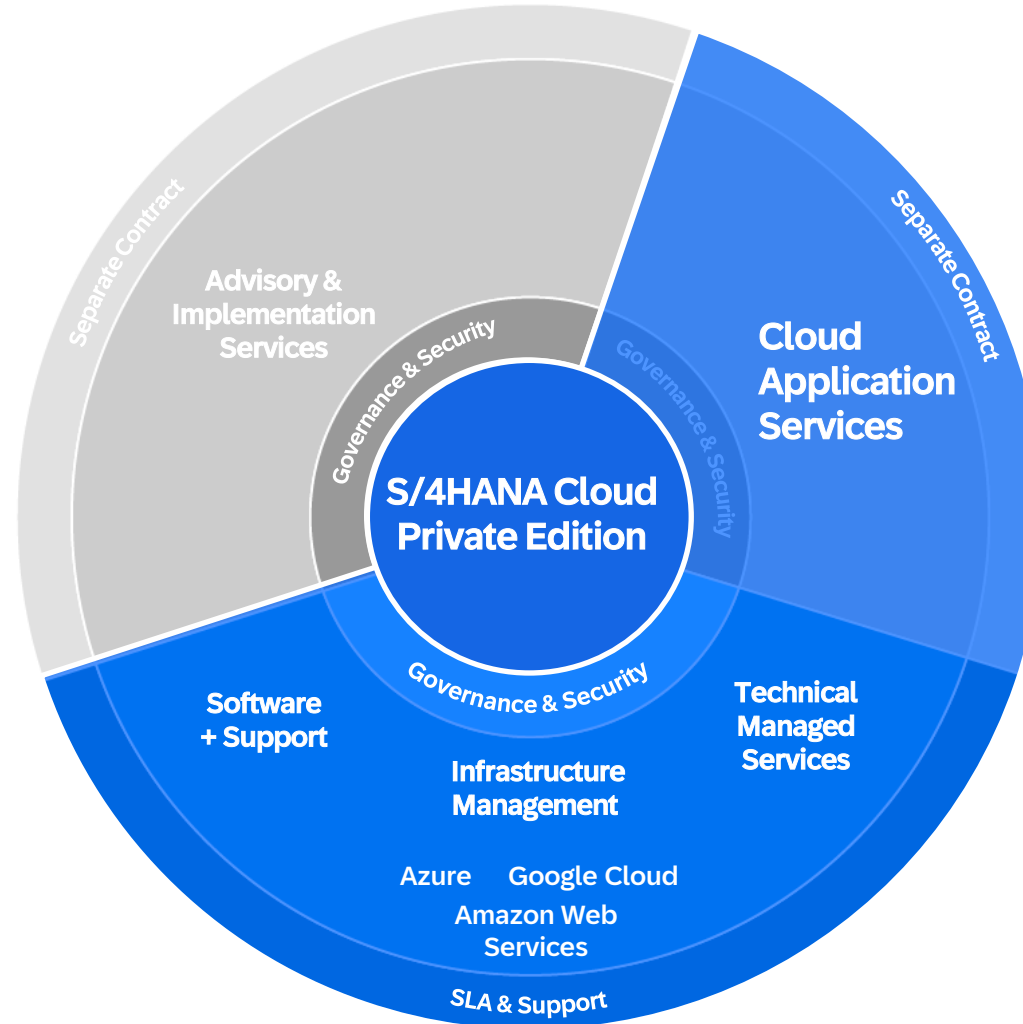 Separate Contract
Advisory &
Implementation
Services
Governance & Security
Separate Contract
Cloud
Application
Services
Governance & Security
S/4HANA Cloud
Private Edition
Governance & Security
Software
+ Support
Infrastructure
Management
Technical
Managed
Services
Azure
Google Cloud
Amazon Web
Services
SLA & Support